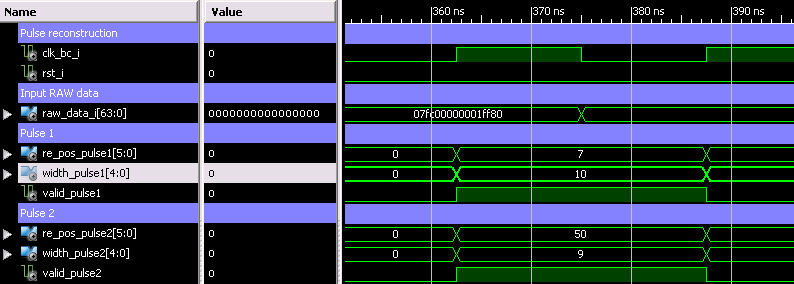 Name Value 360 ns 370 ns 380 ns 390 ns
Pulse reconstruction
clk_bc_i 0
rst_i 0
Input RAW data
raw_data_i[63:0] 0000000000000000 07fc00000001ff80
Pulse 1
re_pos_pulse1[5:0] 0 0 7
width_pulse1[4:0] 0 0 10
valid_pulse1 0
Pulse 2
re_pos_pulse2[5:0] 0 0 50
width_pulse2[4:0] 0 0 9
valid_pulse2 0